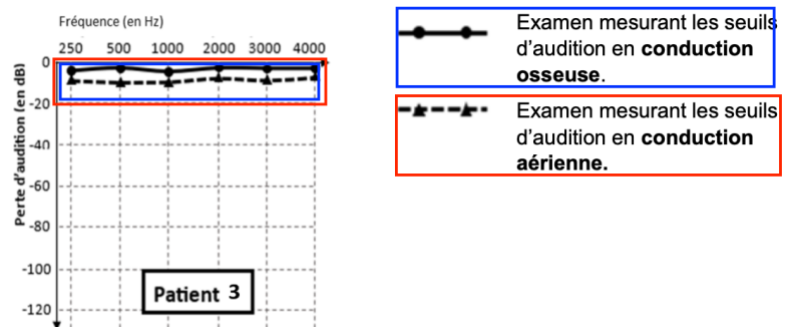 Fréquence (en Hz)
250 500 1000 2000 3000 4000
Perte d'audition (en dB)
0
-20
-40
-60
-80
-100
-120
Patient 3
Examen mesurant les seuils
d'audition en conduction
osseuse.
Examen mesurant les seuils
d'audition en conduction
aérienne.